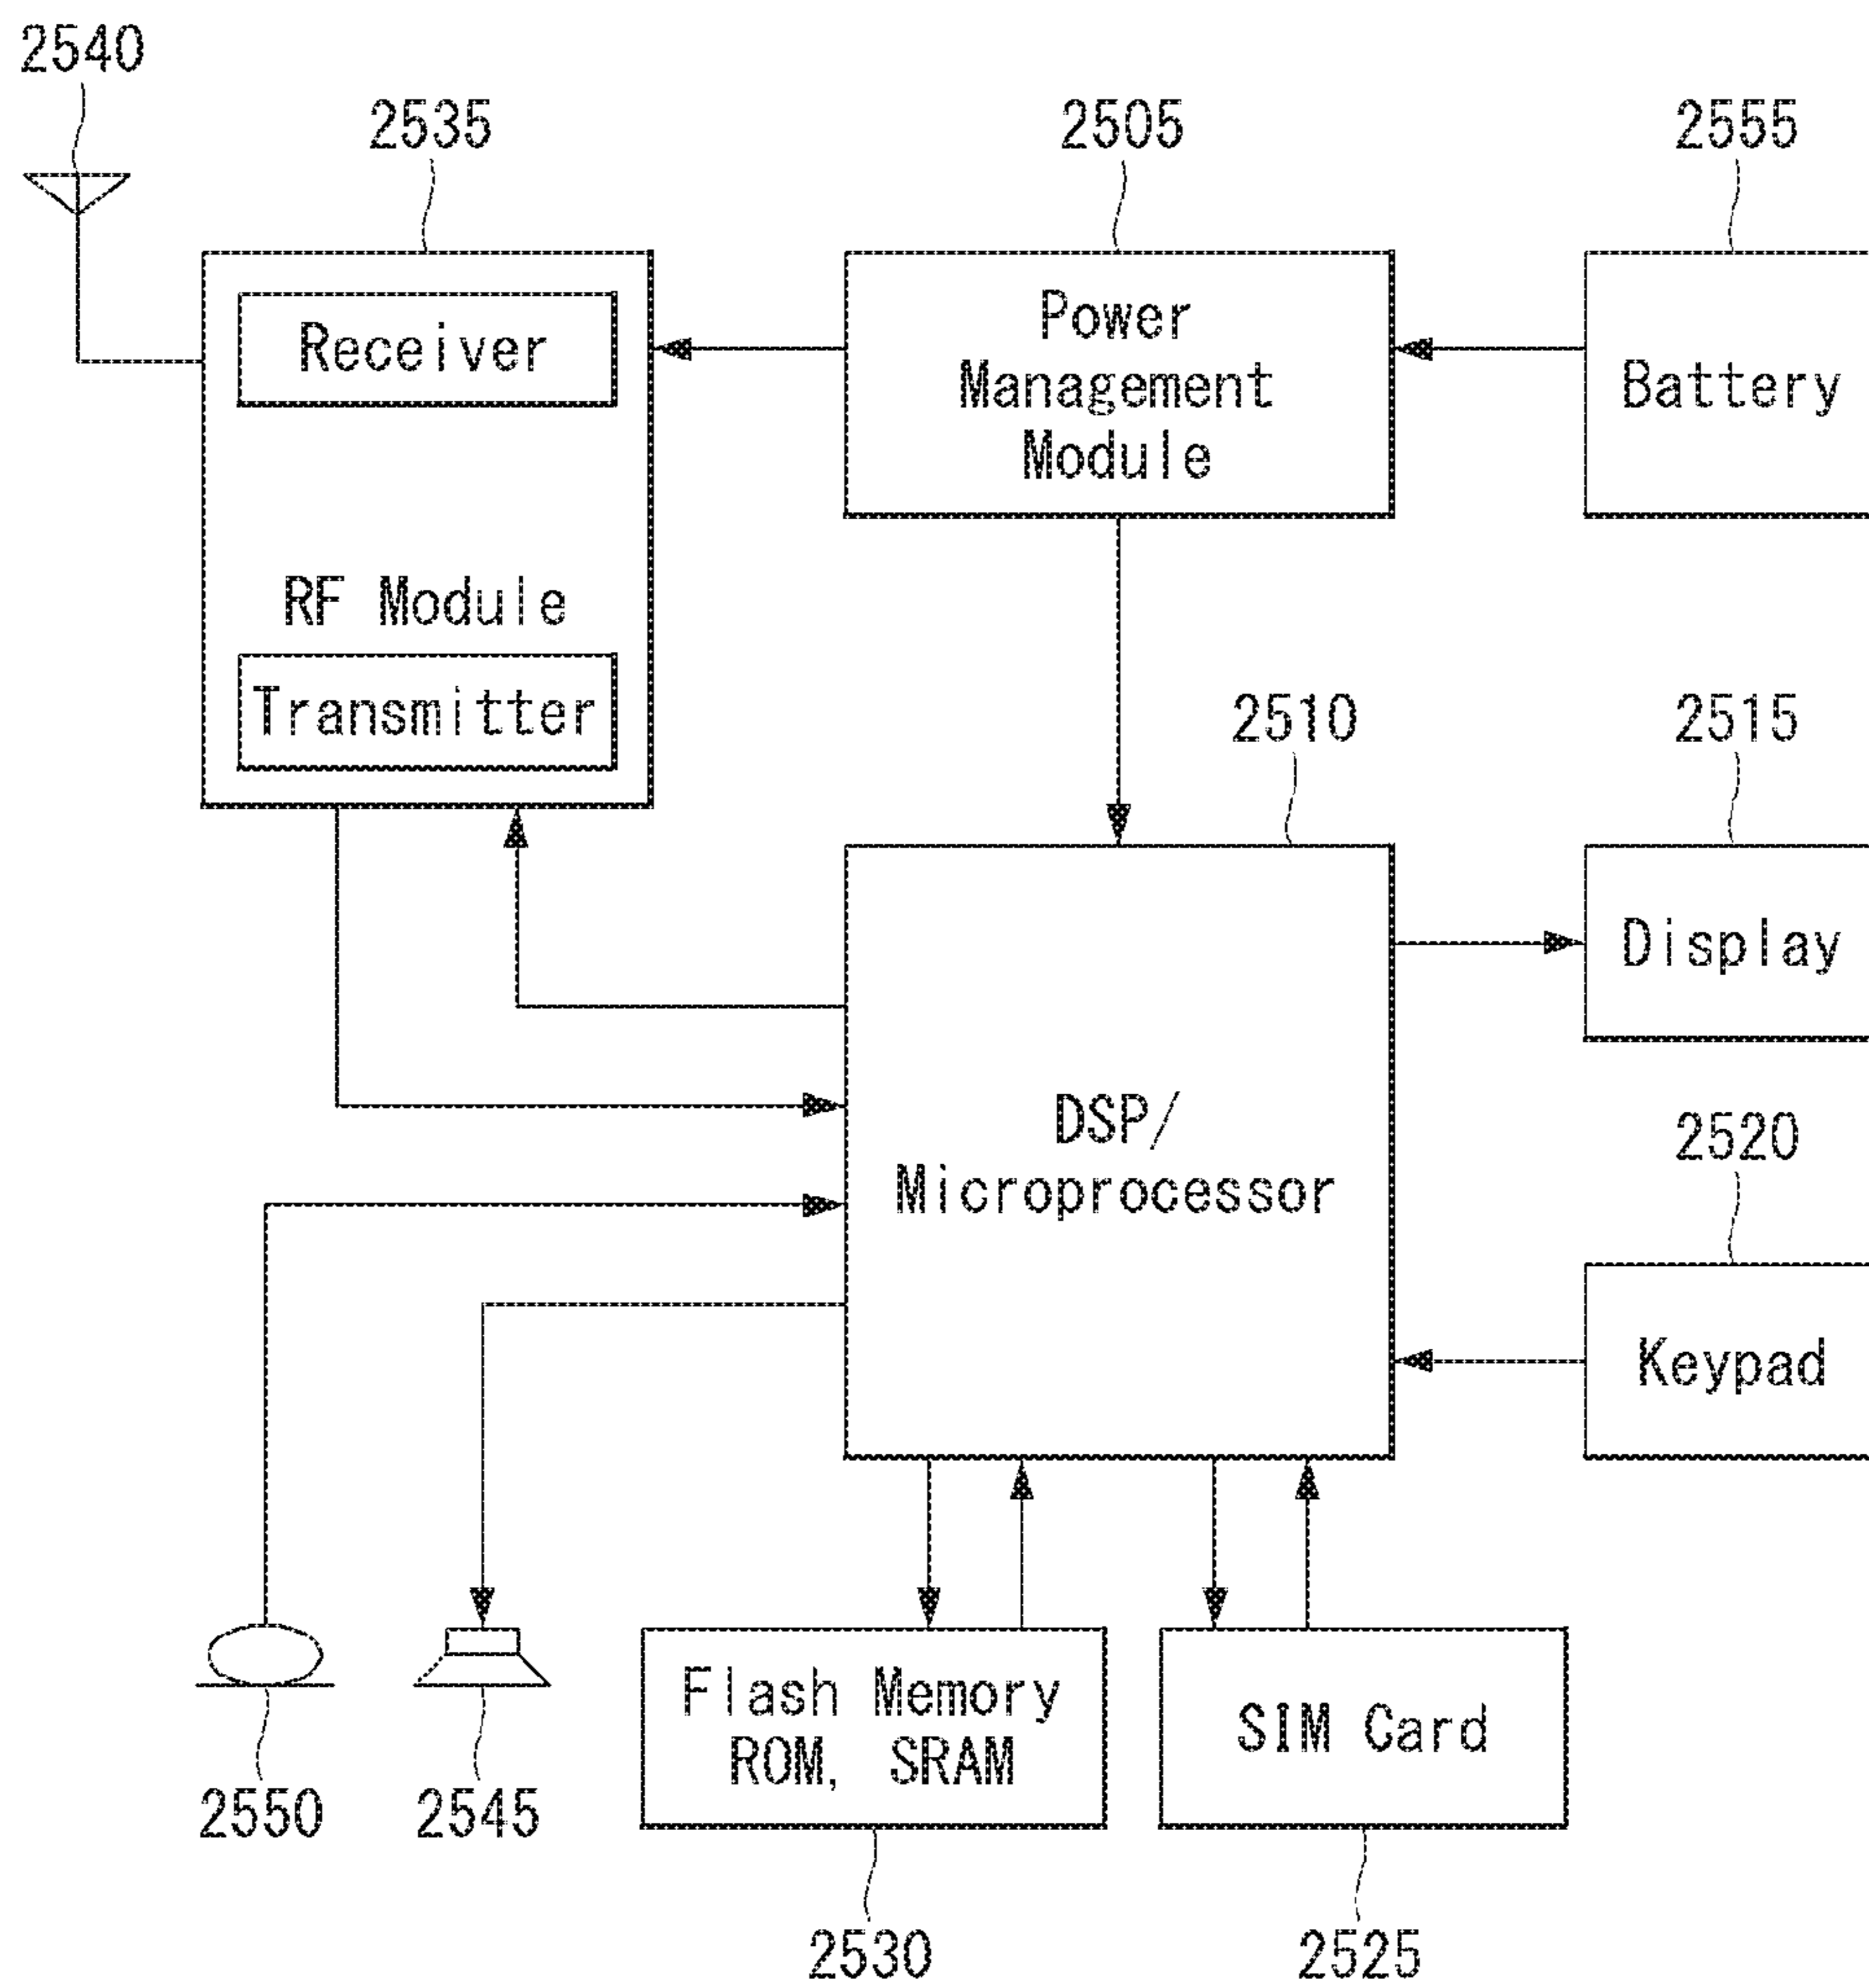 2540
2535
2505
2555
Receiver
RF Module
Transmitter
Power
Management
Module
Battery
2510
2515
DSP/
Microprocessor
Display
2520
Keypad
Flash Memory
ROM, SRAM
SIM Card
2550
2545
2530
2525